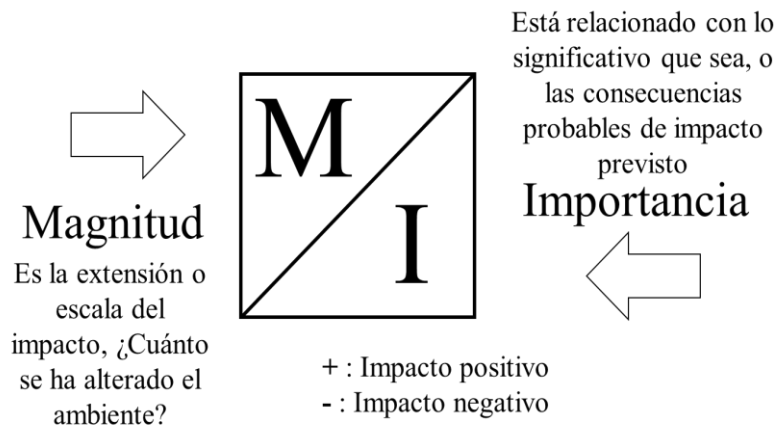 M
I
Magnitud
Es la extensión o
escala del
impacto, ¿Cuánto
se ha alterado el
ambiente?
Está relacionado con lo
significativo que sea, o
las consecuencias
probables de impacto
previsto
Importancia
+ : Impacto positivo
- : Impacto negativo